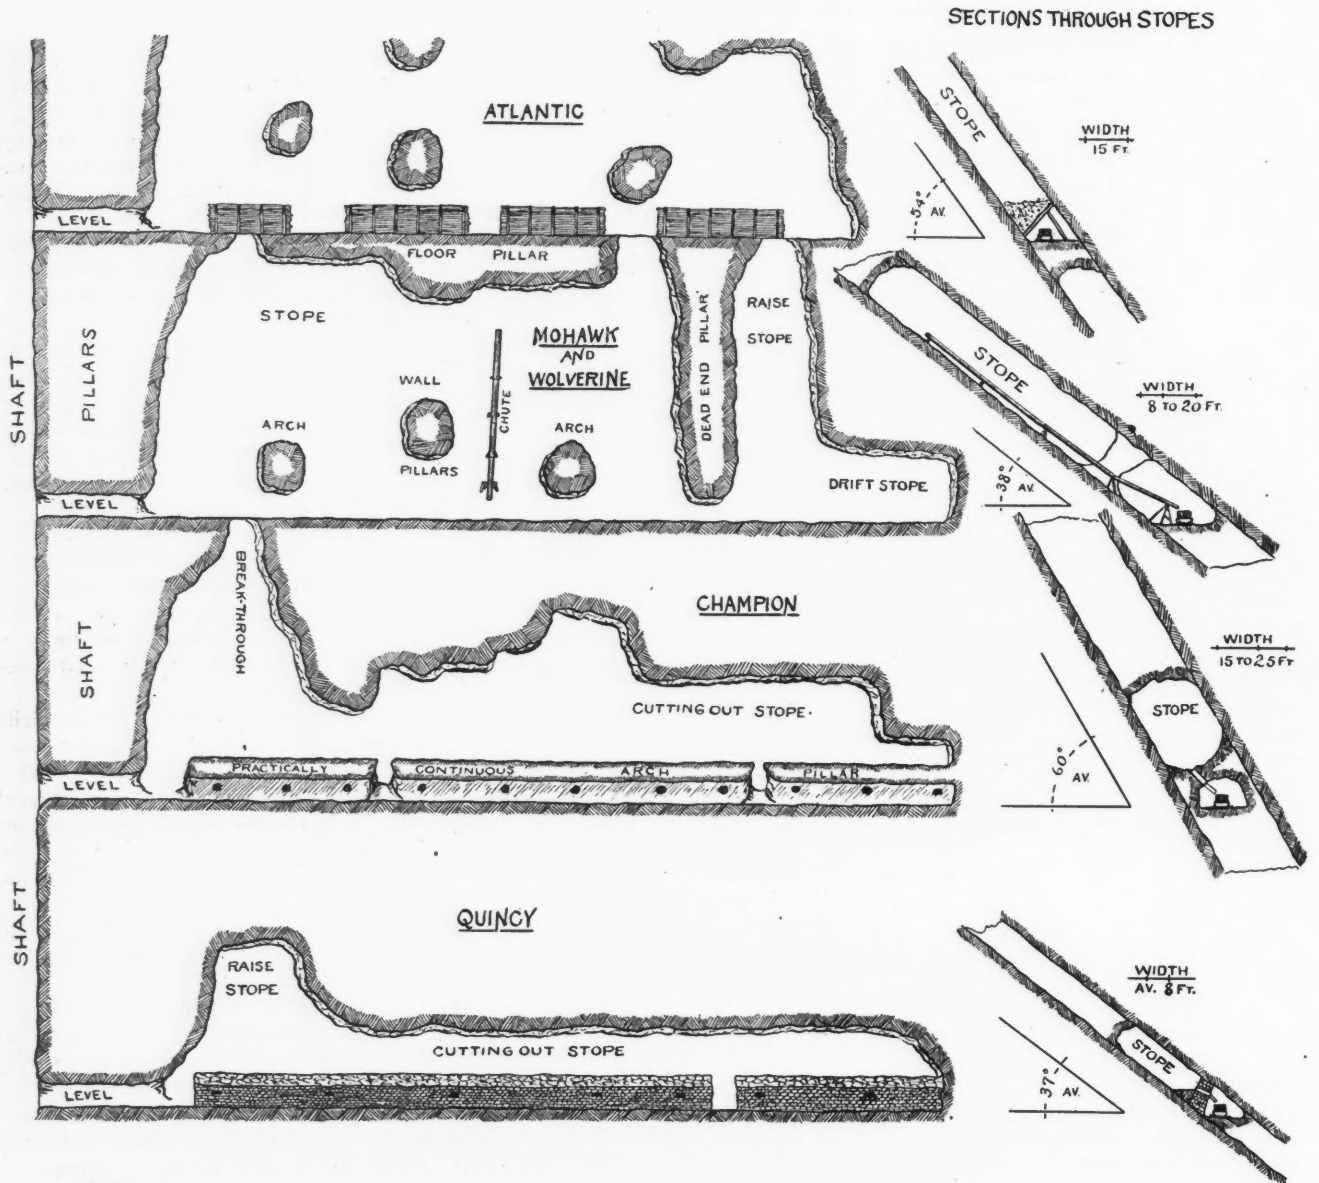 SECTIONS THROUGH STOPES
ATLANTIC
STOPE
WIDTH
15 FT.
54°
AV.
LEVEL
FLOOR PILLAR
STOPE
RAISE
STOPE
DEAD END PILLAR
MOHAWK
AND
WOLVERINE
CHUTE
WALL
ARCH
ARCH
PILLARS
SHAFT
PILLARS
DRIFT STOPE
LEVEL
STOPE
WIDTH
8 TO 20 FT.
38°
AV.
BREAK-THROUGH
CHAMPION
SHAFT
CUTTING OUT STOPE.
PRACTICALLY CONTINUOUS ARCH PILLAR
LEVEL
STOPE
WIDTH
15 TO 25 FT
60°
AV.
SHAFT
QUINCY
RAISE
STOPE
CUTTING OUT STOPE
LEVEL
STOPE
WIDTH
AV. 8 FT.
37°
AV.